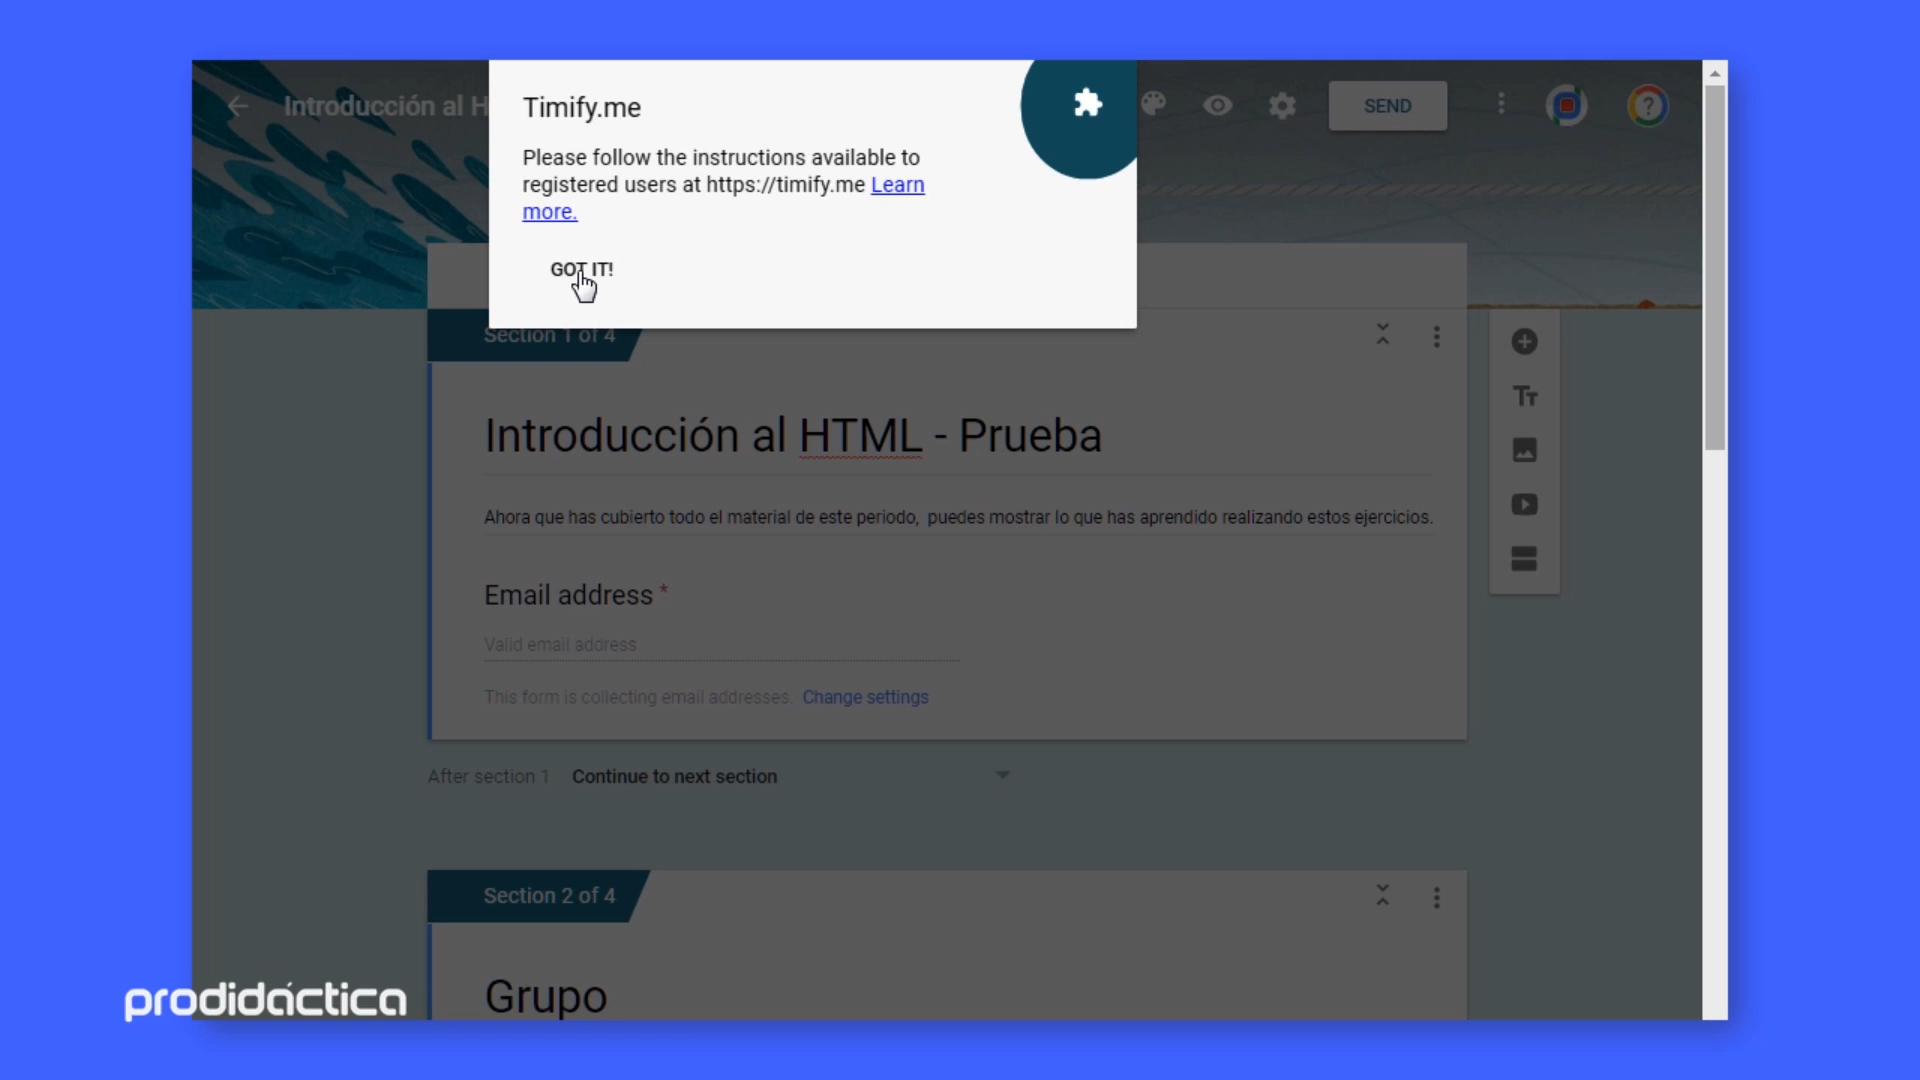 Introducción al H
Timify.me
Please follow the instructions available to
registered users at https://timify.me Learn
more.
GOT IT!
SEND
Section 1 of 4
Introducción al HTML - Prueba
Ahora que has cubierto todo el material de este periodo, puedes mostrar lo que has aprendido realizando estos ejercicios.
Email address *
Valid email address
This form is collecting email addresses. Change settings
After section 1 Continue to next section
Section 2 of 4
Grupo
prodidáctica